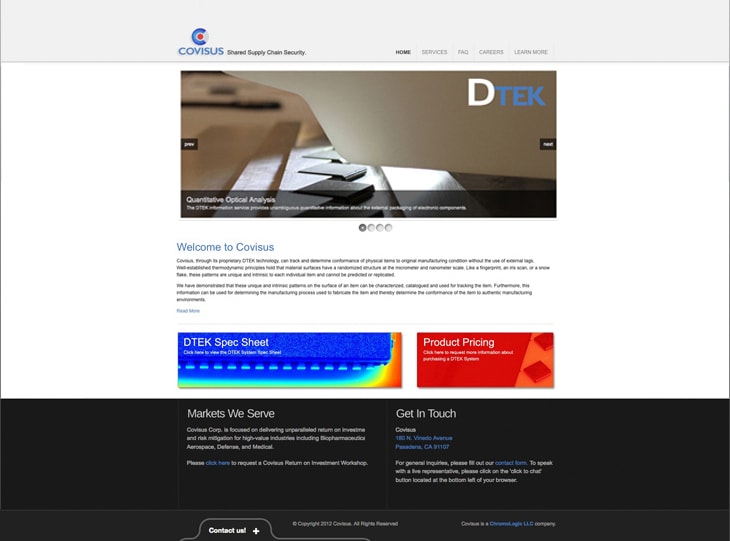 COVISUS Shared Supply Chain Security.
HOME SERVICES FAQ CAREERS LEARN MORE
DTEK
prev
next
Quantitative Optical Analysis
The DTEK information service provides unambiguous quantitative information about the external packaging of electronic components.
Welcome to Covisus
Covisus, through its proprietary DTEK technology, can track and determine conformance of physical items to original manufacturing condition without the use of external tags.
Well-established thermodynamic principles hold that material surfaces have a randomized structure at the micrometer and nanometer scale. Like a fingerprint, an iris scan, or a snow
flake, these patterns are unique and intrinsic to each individual item and cannot be predicted or replicated.
We have demonstrated that these unique and intrinsic patterns on the surface of an item can be characterized, catalogued and used for tracking the item. Furthermore, this
information can be used for determining the manufacturing process used to fabricate the item and thereby determine the conformance of the item to authentic manufacturing
environments.
Read More
DTEK Spec Sheet
Click here to view the DTEK System Spec Sheet
Product Pricing
Click here to request more information about
purchasing a DTEK System
Markets We Serve
Covisus Corp. is focused on delivering unparalleled return on investme
and risk mitigation for high-value industries including Biopharmaceutica
Aerospace, Defense, and Medical.
Please click here to request a Covisus Return on Investment Workshop.
Get In Touch
Covisus
180 N. Vinedo Avenue
Pasadena, CA 91107
For general inquiries, please fill out our contact form. To speak
with a live representative, please click on the 'click to chat'
button located at the bottom left of your browser.
Contact us! +
© Copyright 2012 Covisus. All Rights Reserved
Covisus is a ChromoLogic LLC company.